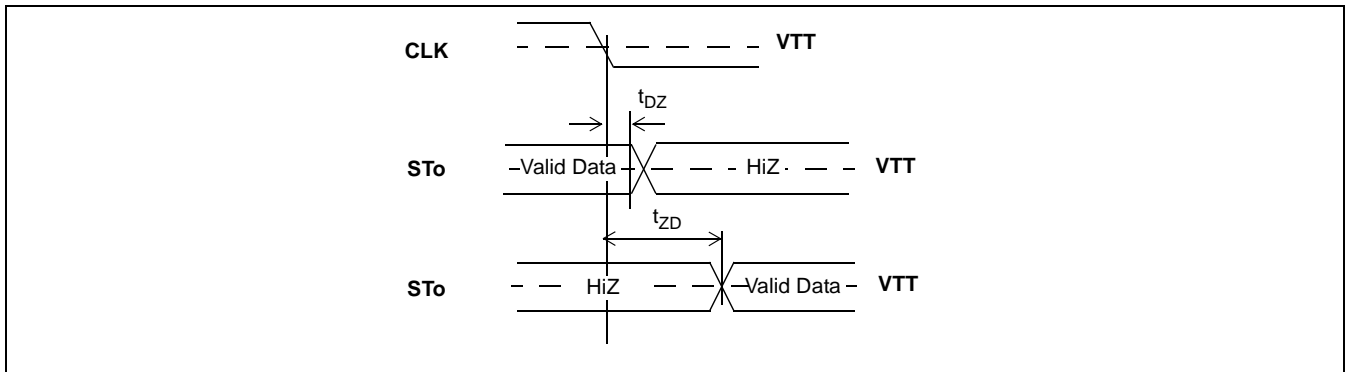 CLK
VTT
tDZ
STo
Valid Data
HiZ
VTT
tZD
STo
HiZ
Valid Data
VTT